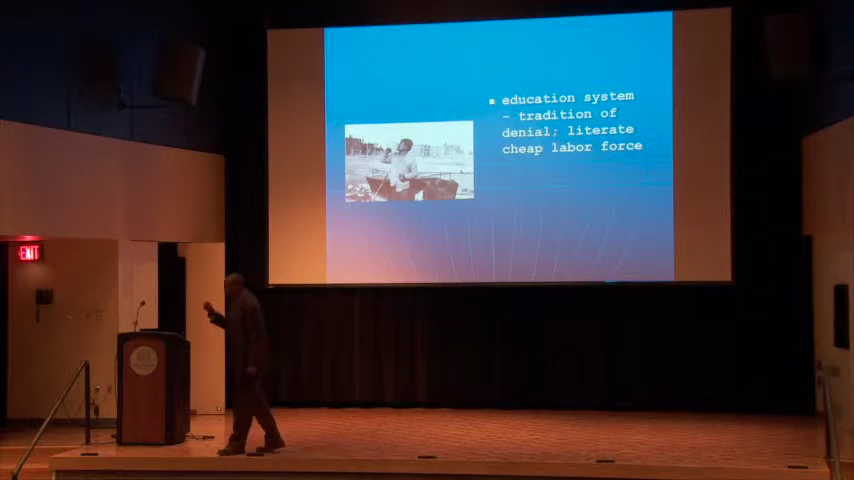 education system
– tradition of
denial; literate
cheap labor force
EXIT